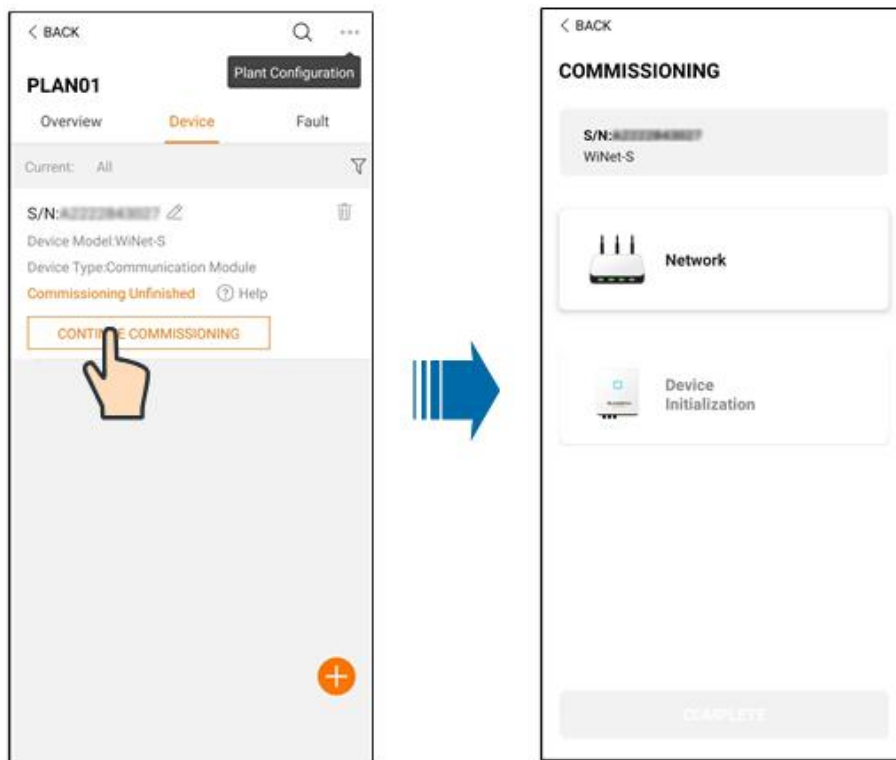 < BACK
Plant Configuration
PLAN01
Overview Device Fault
Current: All
S/N:
Device Model:WiNet-S
Device Type:Communication Module
Commissioning Unfinished ? Help
CONTINUE COMMISSIONING
< BACK
COMMISSIONING
S/N:
WiNet-S
Network
Device
Initialization
COMPLETE